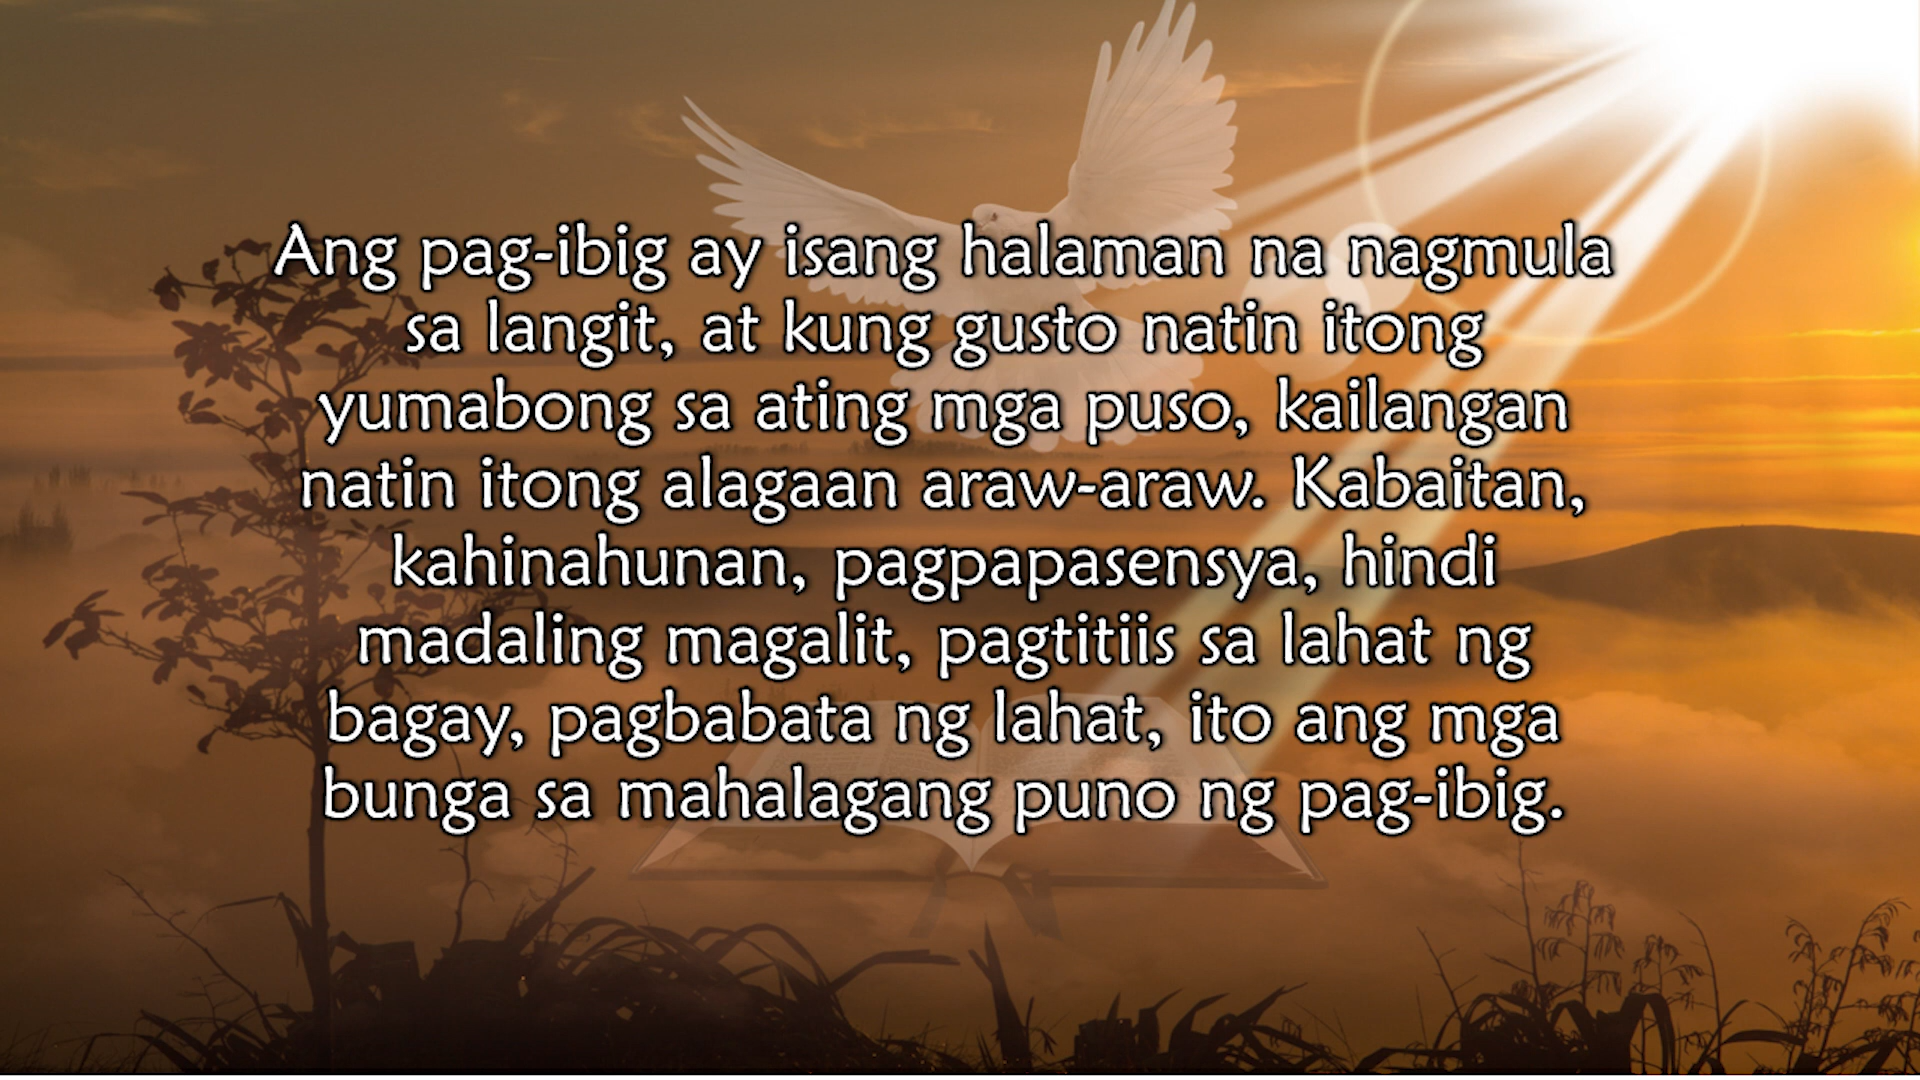 Ang pag-ibig ay isang halaman na nagmula
sa langit, at kung gusto natin itong
yumabong sa ating mga puso, kailangan
natin itong alagaan araw-araw. Kabaitan,
kahinahunan, pagpapasensya, hindi
madaling magalit, pagtitiis sa lahat ng
bagay, pagbabata ng lahat, ito ang mga
bunga sa mahalagang puno ng pag-ibig.